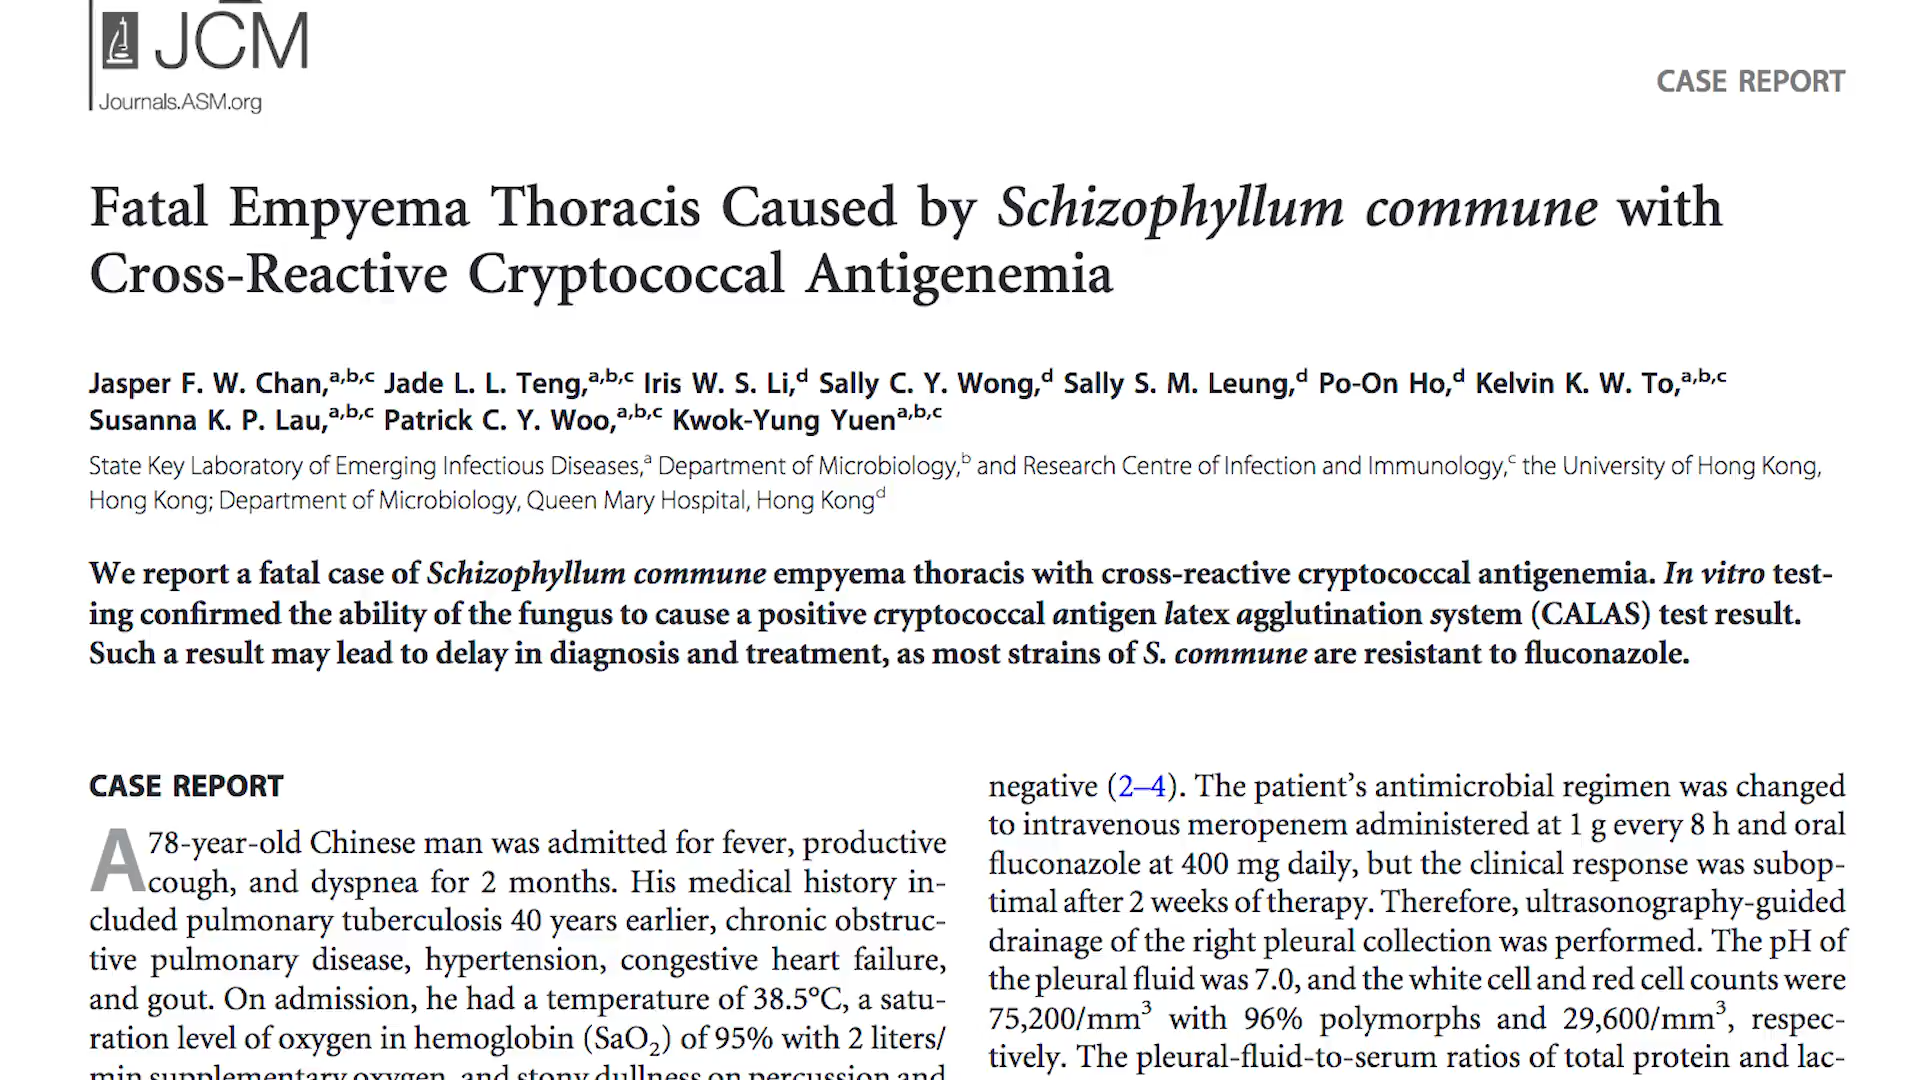 JCM
Journals.ASM.org
CASE REPORT
Fatal Empyema Thoracis Caused by Schizophyllum commune with
Cross-Reactive Cryptococcal Antigenemia
Jasper F. W. Chan,a,b,c Jade L. L. Teng,a,b,c Iris W. S. Li,d Sally C. Y. Wong,d Sally S. M. Leung,d Po-On Ho,d Kelvin K. W. To,a,b,c
Susanna K. P. Lau,a,b,c Patrick C. Y. Woo,a,b,c Kwok-Yung Yuena,b,c
State Key Laboratory of Emerging Infectious Diseases,a Department of Microbiology,b and Research Centre of Infection and Immunology,c the University of Hong Kong,
Hong Kong; Department of Microbiology, Queen Mary Hospital, Hong Kongd
We report a fatal case of Schizophyllum commune empyema thoracis with cross-reactive cryptococcal antigenemia. In vitro test-
ing confirmed the ability of the fungus to cause a positive cryptococcal antigen latex agglutination system (CALAS) test result.
Such a result may lead to delay in diagnosis and treatment, as most strains of S. commune are resistant to fluconazole.
CASE REPORT
A 78-year-old Chinese man was admitted for fever, productive
cough, and dyspnea for 2 months. His medical history in-
cluded pulmonary tuberculosis 40 years earlier, chronic obstruc-
tive pulmonary disease, hypertension, congestive heart failure,
and gout. On admission, he had a temperature of 38.5°C, a satu-
ration level of oxygen in hemoglobin (SaO2) of 95% with 2 liters/
min supplementary oxygen, and stony dullness on percussion and
negative (2–4). The patient's antimicrobial regimen was changed
to intravenous meropenem administered at 1 g every 8 h and oral
fluconazole at 400 mg daily, but the clinical response was subop-
timal after 2 weeks of therapy. Therefore, ultrasonography-guided
drainage of the right pleural collection was performed. The pH of
the pleural fluid was 7.0, and the white cell and red cell counts were
75,200/mm3 with 96% polymorphs and 29,600/mm3, respec-
tively. The pleural-fluid-to-serum ratios of total protein and lac-